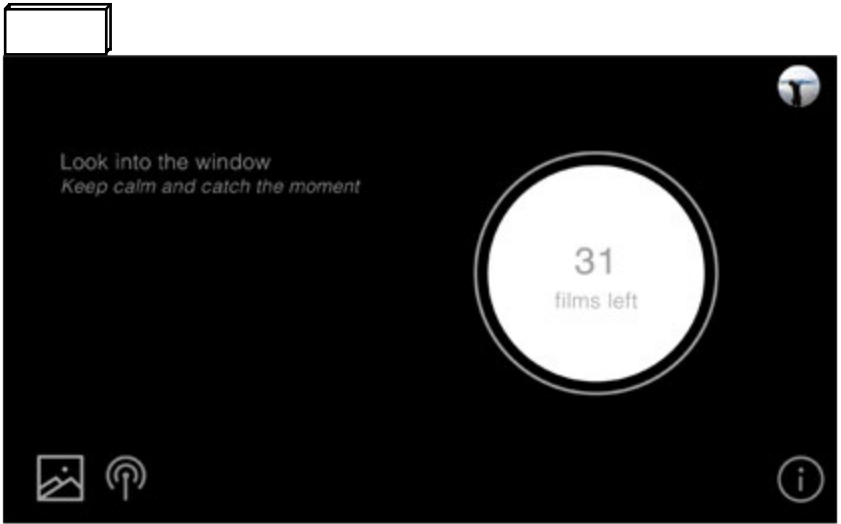 Look into the window
Keep calm and catch the moment
31
films left